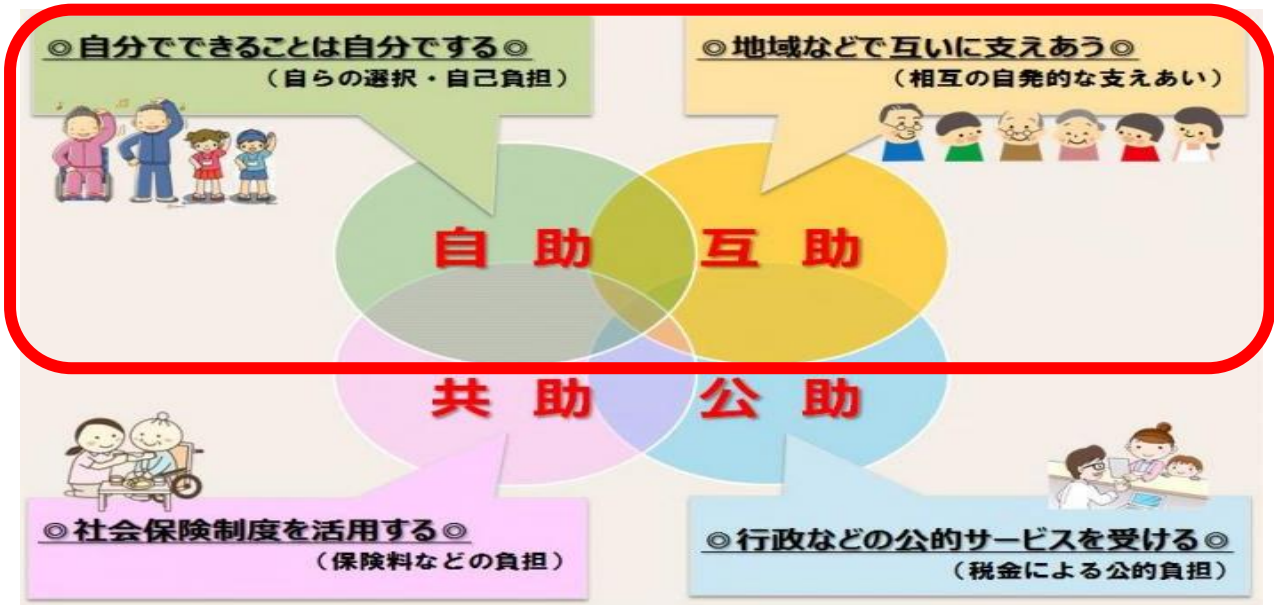 ◎自分でできることは自分でする◎
（自らの選択・自己負担）
◎地域などで互いに支えあう◎
（相互の自発的な支えあい）
自 助
互 助
共 助
公 助
◎社会保険制度を活用する◎
（保険料などの負担）
◎行政などの公的サービスを受ける◎
（税金による公的負担）